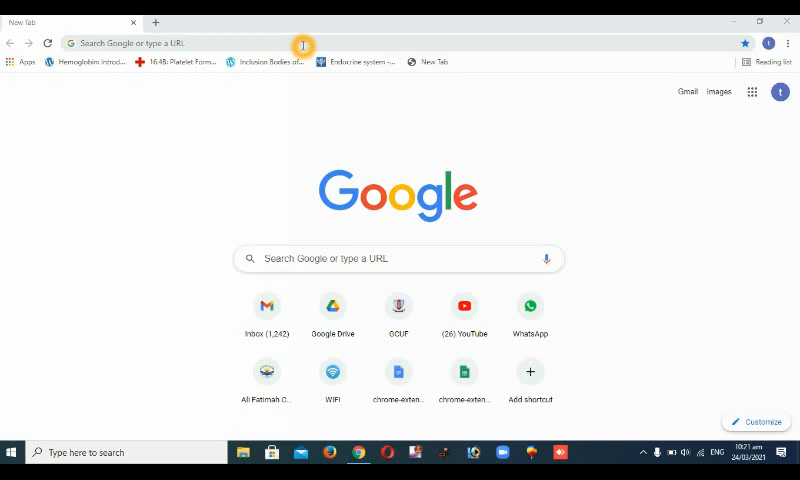 New Tab
Search Google or type a URL
Apps Hemoglobin: Introd... 16.4B: Platelet Form... Inclusion Bodies of... Endocrine system -... New Tab Reading list
Gmail Images t
Google
Search Google or type a URL
Inbox (1,242) Google Drive GCUF (26) YouTube WhatsApp
Ali Fatimah C... WIFI chrome-exten... chrome-exten... Add shortcut
Customize
Type here to search ENG 10:21 am
24/03/2021